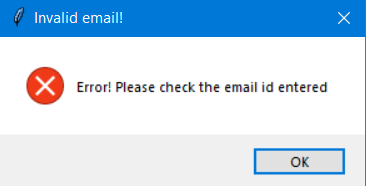 Invalid email!
Error! Please check the email id entered
OK